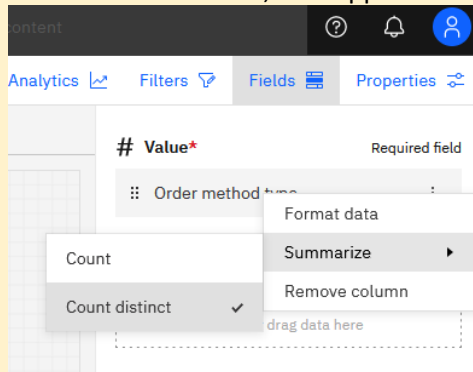 content
Analytics
Filters
Fields
Properties
# Value*
Required field
Order method type
Format data
Summarize
Remove column
Count
Count distinct
drag data here